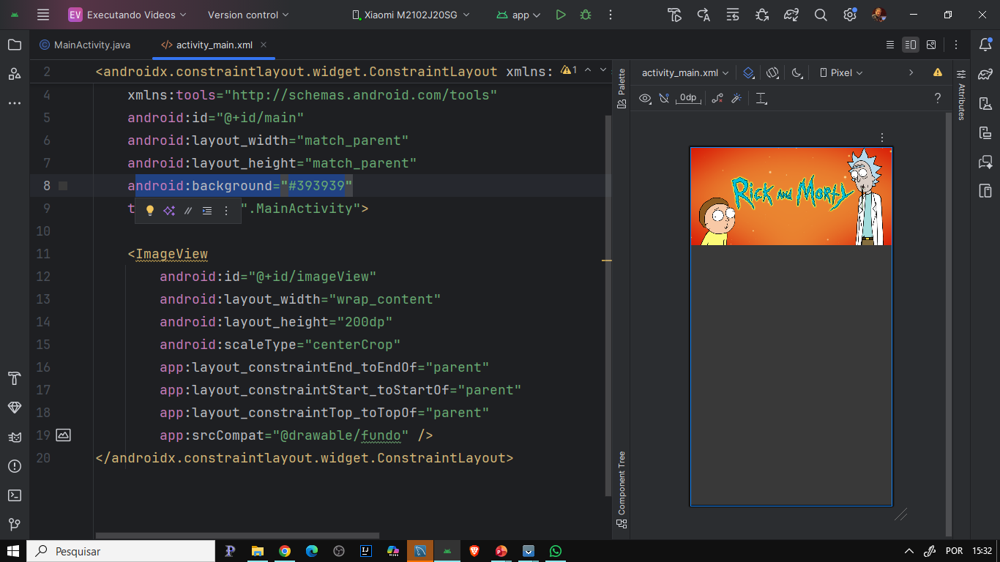 EV Executando Videos
Version control
Xiaomi M2102J20SG
app
MainActivity.java
activity_main.xml
2 <androidx.constraintlayout.widget.ConstraintLayout xmlns:
1
4 xmlns:tools="http://schemas.android.com/tools"
5 android:id="@+id/main"
6 android:layout_width="match_parent"
7 android:layout_height="match_parent"
8 android:background="#393939"
9 t ".MainActivity">
10
11 <ImageView
12 android:id="@+id/imageView"
13 android:layout_width="wrap_content"
14 android:layout_height="200dp"
15 android:scaleType="centerCrop"
16 app:layout_constraintEnd_toEndOf="parent"
17 app:layout_constraintStart_toStartOf="parent"
18 app:layout_constraintTop_toTopOf="parent"
19 app:srcCompat="@drawable/fundo" />
20 </androidx.constraintlayout.widget.ConstraintLayout>
Palette
Component Tree
activity_main.xml
Pixel
0dp
?
Attributes
Rick and Morty
Pesquisar
IJ
M365
POR
15:32